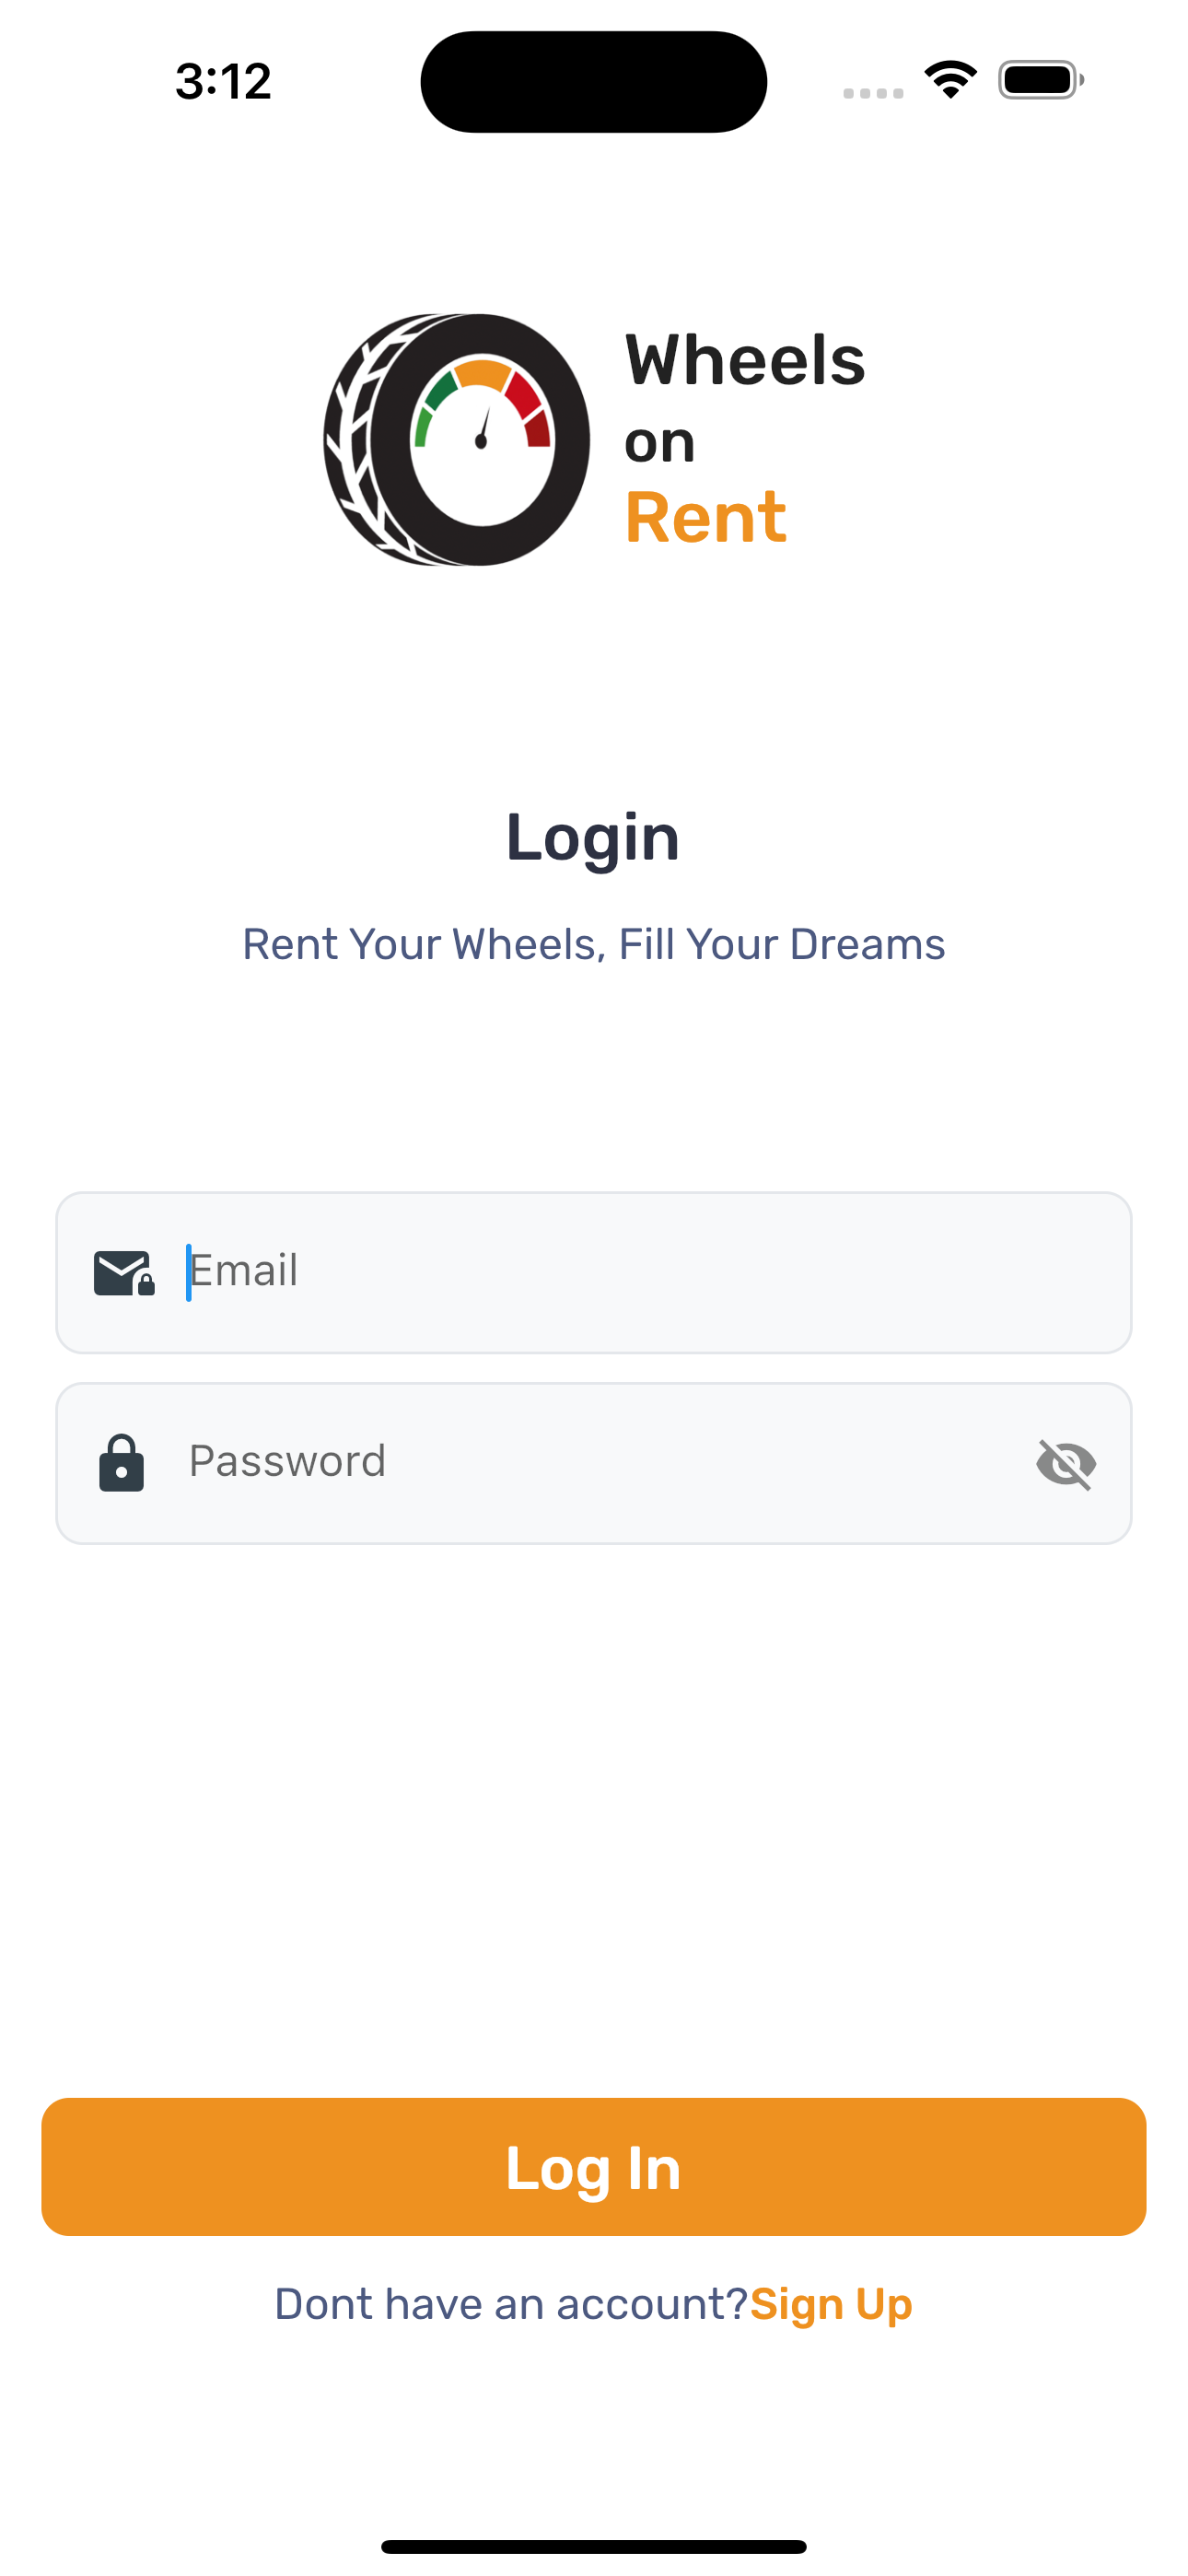 3:12
Wheels
on
Rent
Login
Rent Your Wheels, Fill Your Dreams
Email
Password
Log In
Dont have an account?Sign Up